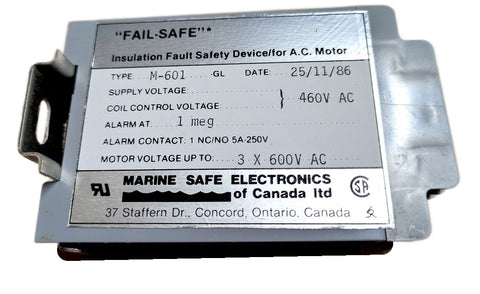 "FAIL-SAFE"*
Insulation Fault Safety Device/for A.C. Motor
TYPE: M-601 GL DATE: 25/11/86
SUPPLY VOLTAGE:
COIL CONTROL VOLTAGE } 460V AC
ALARM AT: 1 meg
ALARM CONTACT: 1 NC/NO 5A-250V
MOTOR VOLTAGE UP TO: 3 X 600V AC
MARINE SAFE ELECTRONICS
of Canada ltd
37 Staffern Dr., Concord, Ontario, Canada